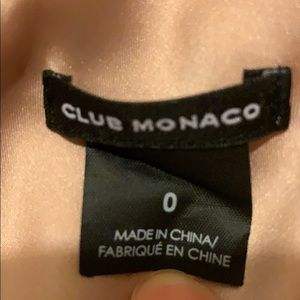 CLUB MONACO
0
MADE IN CHINA/
FABRIQUÉ EN CHINE